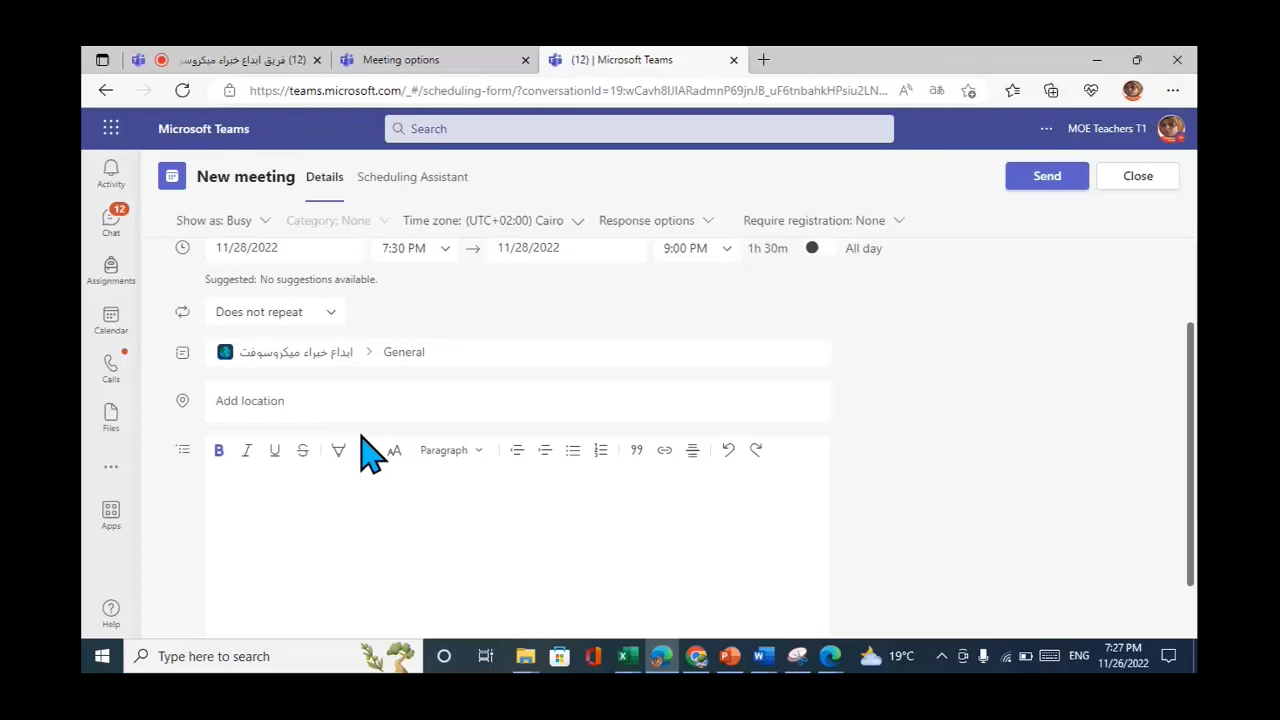 (12) فريق ابداع خبراء ميكروسو
Meeting options
(12) | Microsoft Teams
https://teams.microsoft.com/_#/scheduling-form/?conversationId=19:wCavh8IJIARadmnP69jnJB_uF6tnbahkHPsiu2LN...
Microsoft Teams
Search
MOE Teachers T1
Activity
New meeting
Details
Scheduling Assistant
Send
Close
12
Chat
Show as: Busy
Category: None
Time zone: (UTC+02:00) Cairo
Response options
Require registration: None
11/28/2022
7:30 PM
11/28/2022
9:00 PM
1h 30m
All day
Assignments
Suggested: No suggestions available.
Calendar
Does not repeat
ابداع خبراء ميكروسوفت
General
Calls
Add location
Files
Paragraph
Apps
Help
Type here to search
19°C
ENG
7:27 PM
11/26/2022